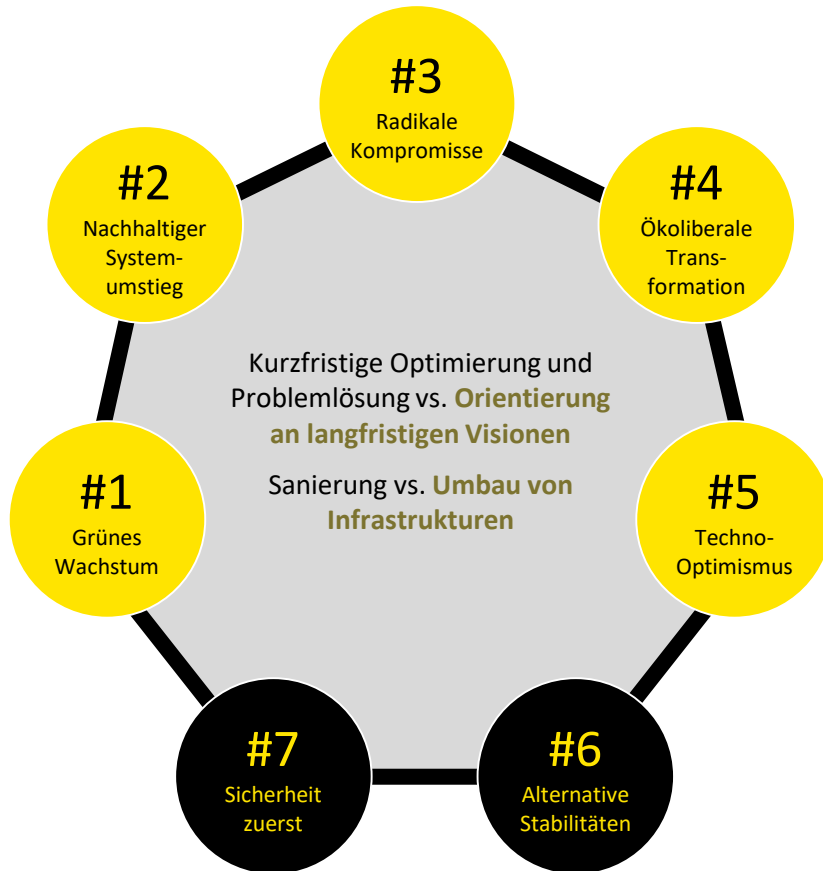 #3
Radikale
Kompromisse
#2
Nachhaltiger
System-
umstieg
#4
Ökoliberale
Trans-
formation
Kurzfristige Optimierung und
Problemlösung vs. Orientierung
an langfristigen Visionen
Sanierung vs. Umbau von
Infrastrukturen
#1
Grünes
Wachstum
#5
Techno-
Optimismus
#7
Sicherheit
zuerst
#6
Alternative
Stabilitäten